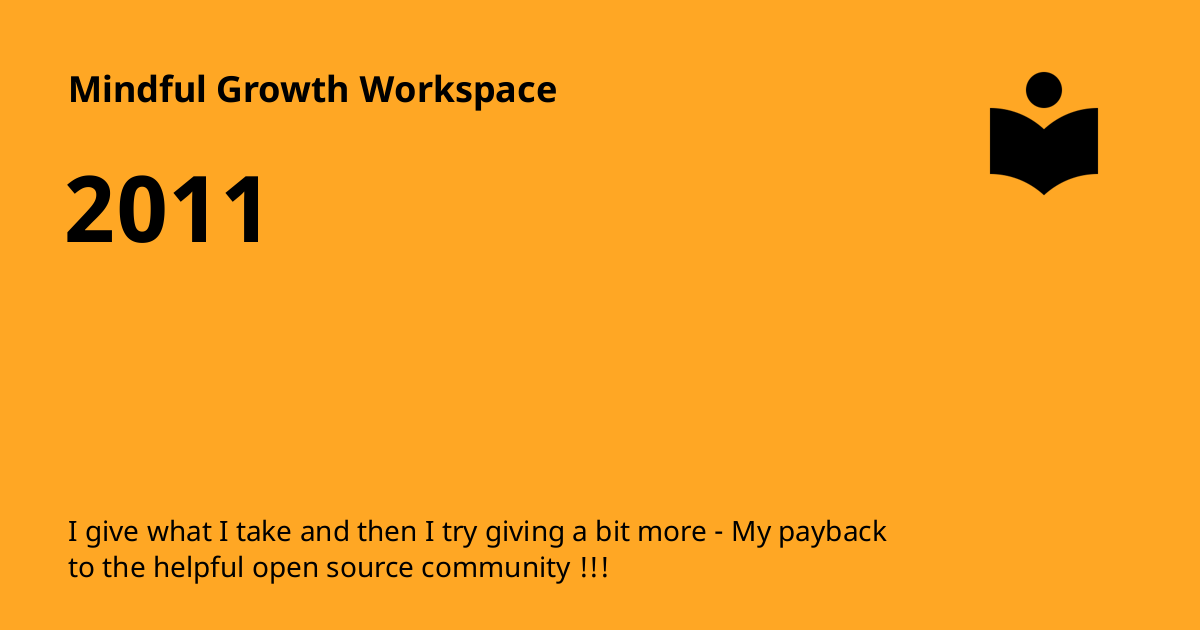 Mindful Growth Workspace
2011
I give what I take and then I try giving a bit more - My payback
to the helpful open source community !!!